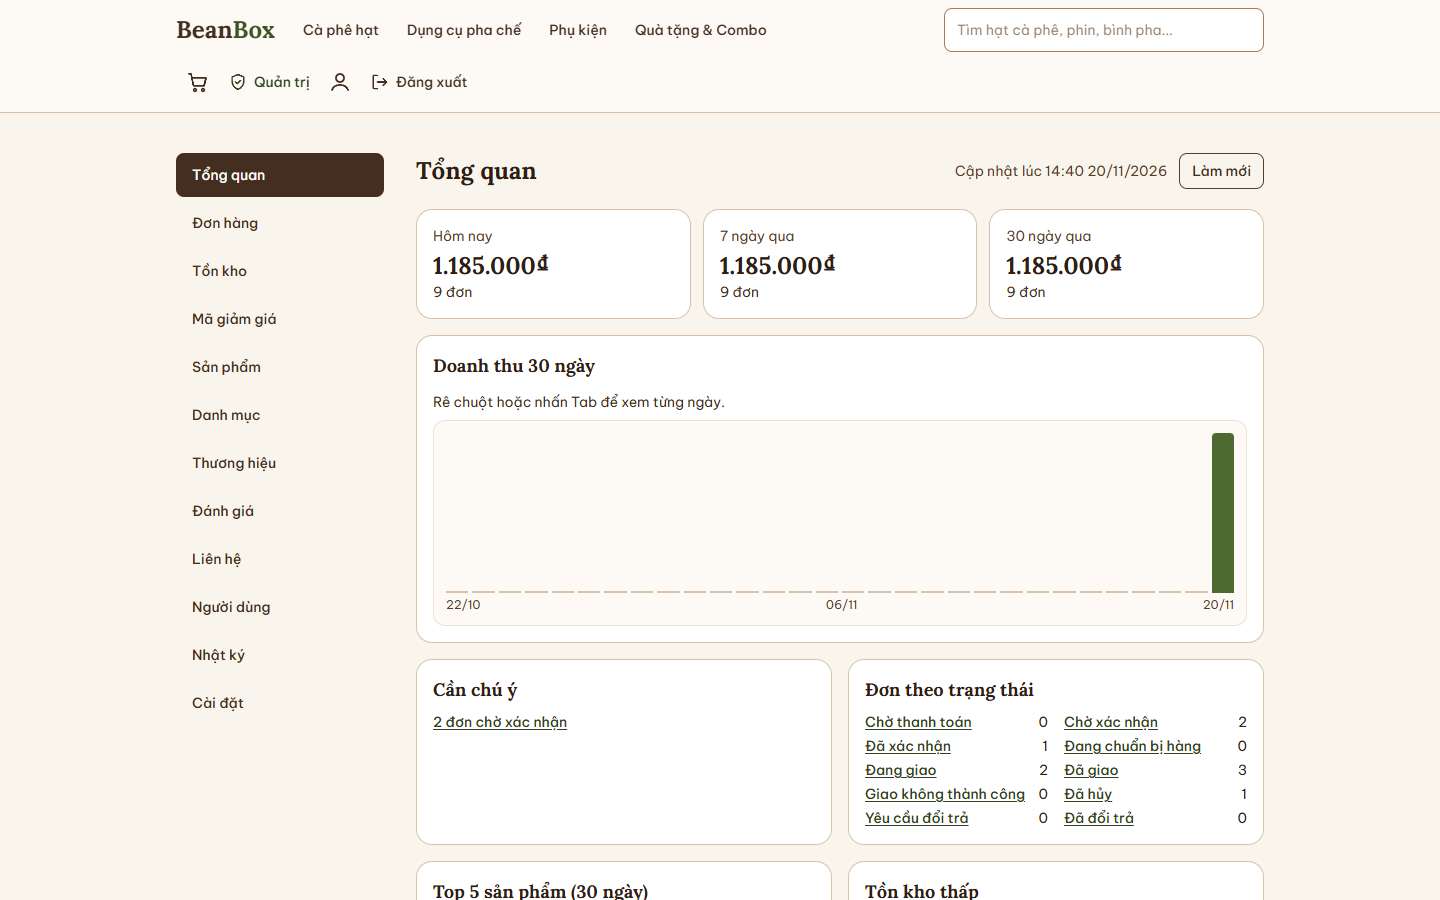 BeanBox
Cà phê hạt
Dụng cụ pha chế
Phụ kiện
Quà tặng & Combo
Tìm hạt cà phê, phin, bình pha...
Quản trị
Đăng xuất
Tổng quan
Đơn hàng
Tồn kho
Mã giảm giá
Sản phẩm
Danh mục
Thương hiệu
Đánh giá
Liên hệ
Người dùng
Nhật ký
Cài đặt
Tổng quan
Cập nhật lúc 14:40 20/11/2026
Làm mới
Hôm nay
1.185.000₫
9 đơn
7 ngày qua
1.185.000₫
9 đơn
30 ngày qua
1.185.000₫
9 đơn
Doanh thu 30 ngày
Rê chuột hoặc nhấn Tab để xem từng ngày.
22/10
06/11
20/11
Cần chú ý
2 đơn chờ xác nhận
Đơn theo trạng thái
Chờ thanh toán 0
Chờ xác nhận 2
Đã xác nhận 1
Đang chuẩn bị hàng 0
Đang giao 2
Đã giao 3
Giao không thành công 0
Đã hủy 1
Yêu cầu đổi trả 0
Đã đổi trả 0
Top 5 sản phẩm (30 ngày)
Tồn kho thấp